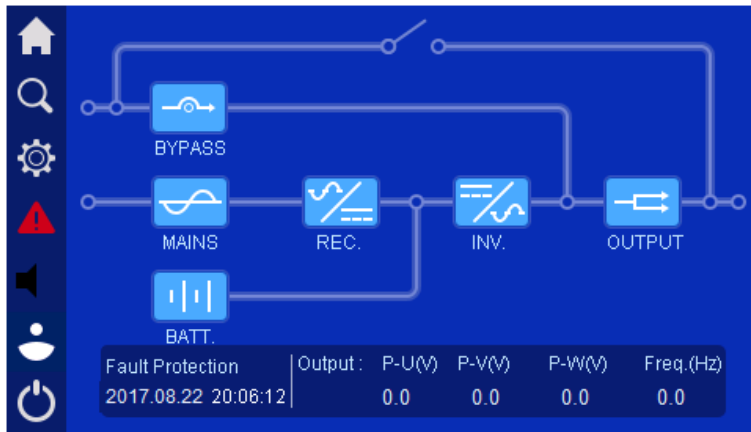 BYPASS
MAINS
REC.
INV.
OUTPUT
BATT.
Fault Protection
Output : P-U(V) P-V(V) P-W(V) Freq.(Hz)
2017.08.22 20:06:12
0.0 0.0 0.0 0.0